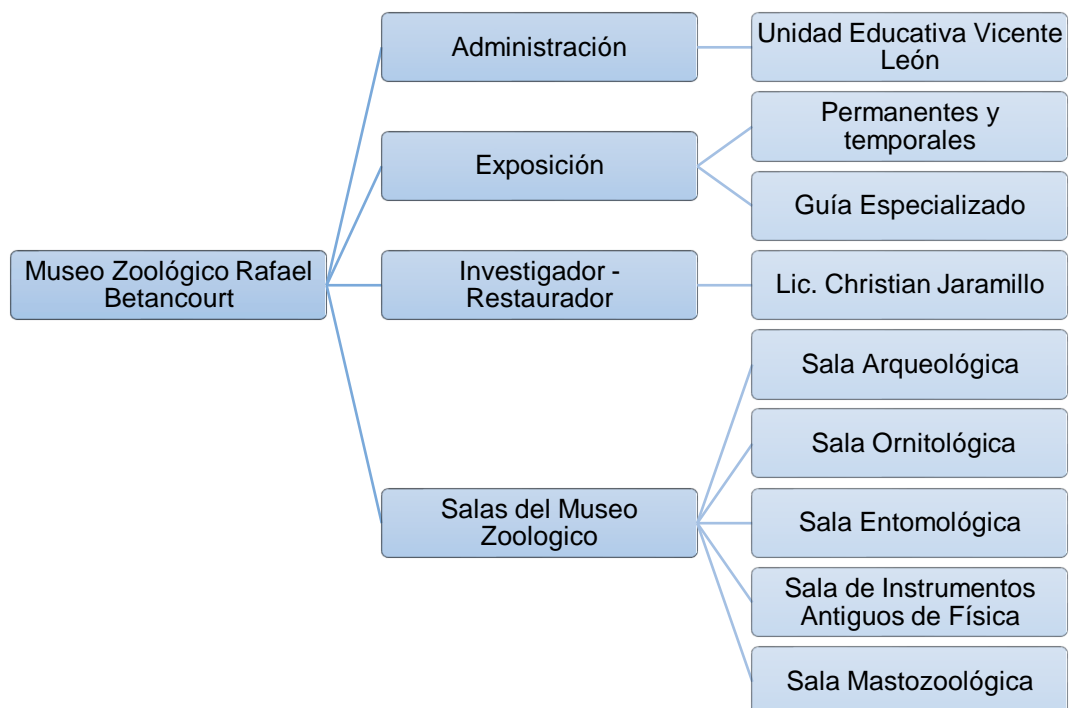 Museo Zoológico Rafael
Betancourt
Administración
Unidad Educativa Vicente
León
Exposición
Permanentes y
temporales
Guía Especializado
Investigador -
Restaurador
Lic. Christian Jaramillo
Salas del Museo
Zoologico
Sala Arqueológica
Sala Ornitológica
Sala Entomológica
Sala de Instrumentos
Antiguos de Física
Sala Mastozoológica